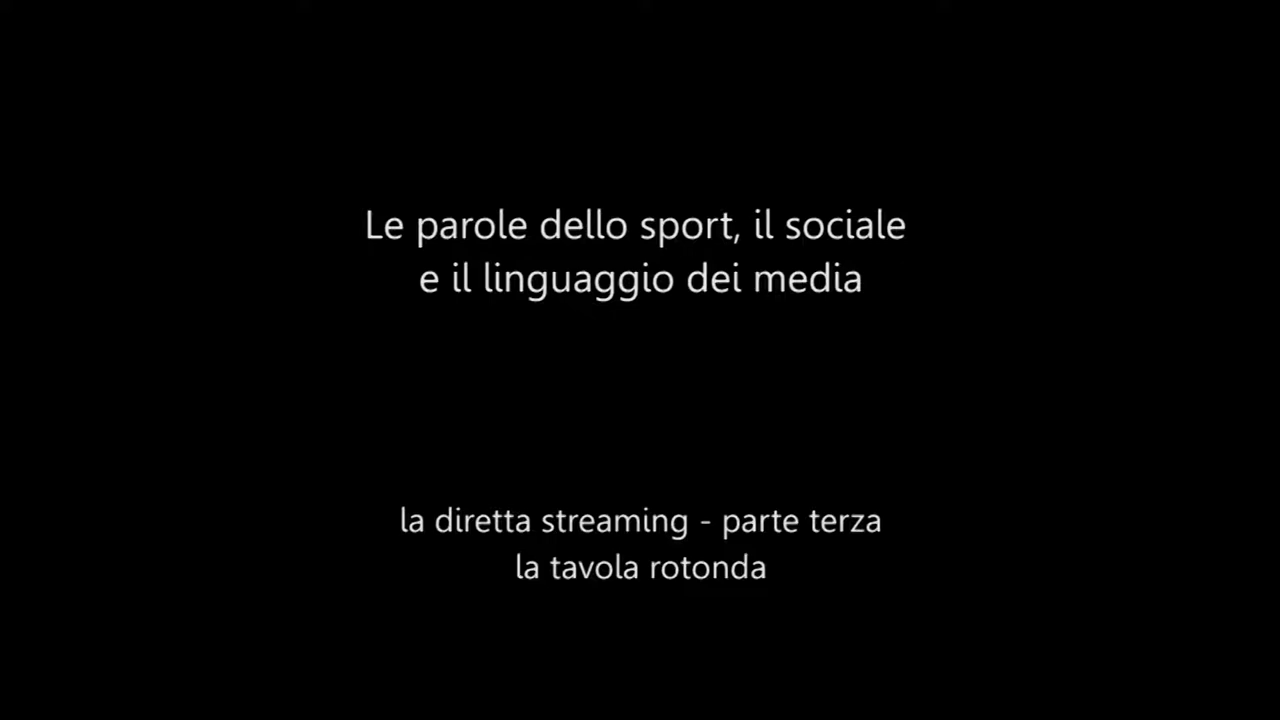 Le parole dello sport, il sociale
e il linguaggio dei media
la diretta streaming - parte terza
la tavola rotonda